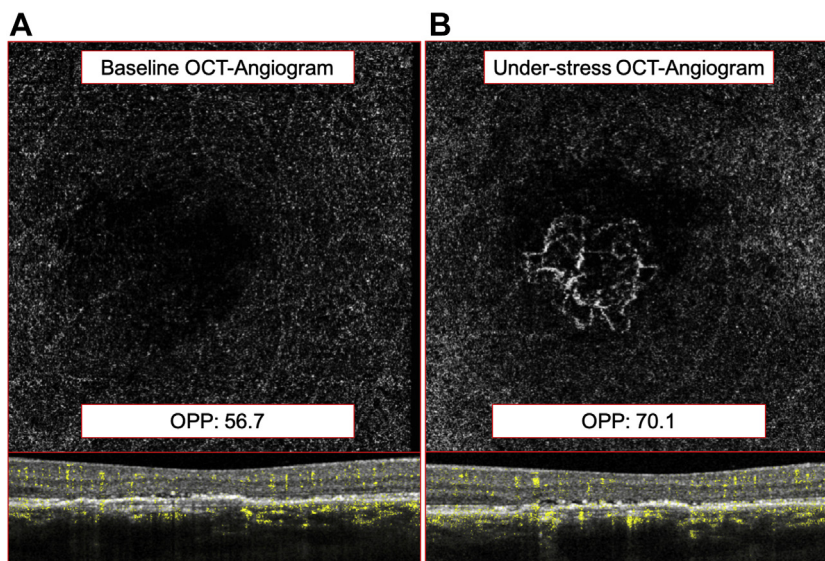 A
B
Baseline OCT-Angiogram
Under-stress OCT-Angiogram
OPP: 56.7
OPP: 70.1